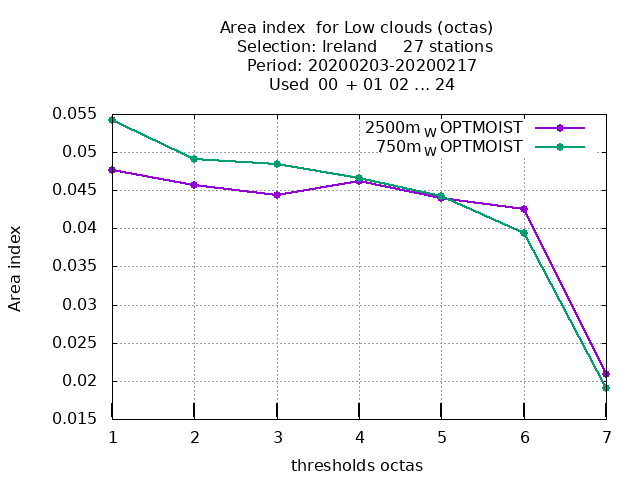 Area index  for Low clouds (octas)
Selection: Ireland     27 stations
Period: 20200203-20200217
Used  00 + 01 02 ... 24
2500m W OPTMOIST
750m W OPTMOIST
0.055
0.05
0.045
0.04
0.035
0.03
0.025
0.02
0.015
Area index
1 2 3 4 5 6 7
thresholds octas